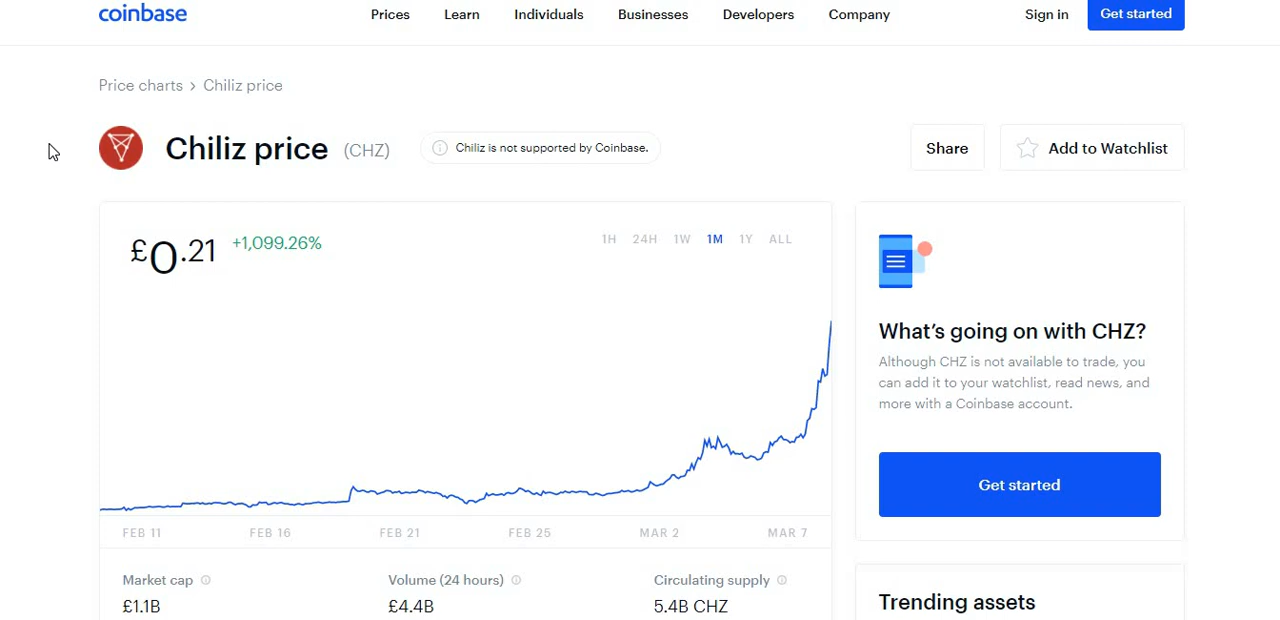 coinbase
Prices Learn Individuals Businesses Developers Company Sign in Get started
Price charts > Chiliz price
Chiliz price (CHZ) Chiliz is not supported by Coinbase. Share Add to Watchlist
£0.21 +1,099.26% 1H 24H 1W 1M 1Y ALL
What's going on with CHZ?
Although CHZ is not available to trade, you
can add it to your watchlist, read news, and
more with a Coinbase account.
Get started
FEB 11 FEB 16 FEB 21 FEB 25 MAR 2 MAR 7
Market cap Volume (24 hours) Circulating supply
£1.1B £4.4B 5.4B CHZ
Trending assets